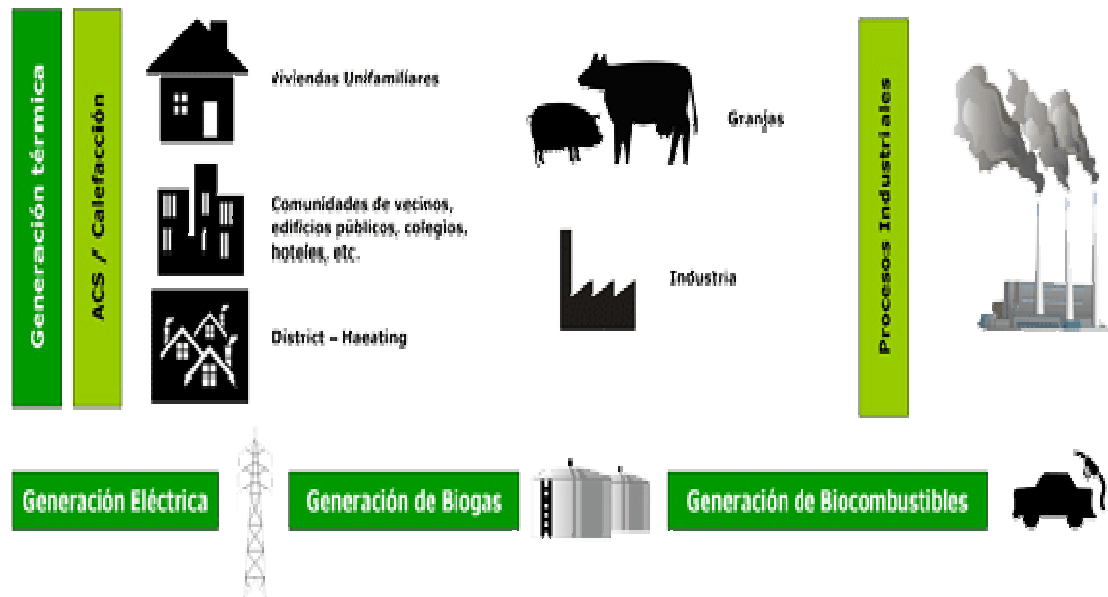 Generación térmica
ACS / Calefacción
Viviendas Unifamiliares
Comunidades de vecinos,
edificios públicos, colegios,
hoteles, etc.
District – Haeating
Granjas
Industria
Procesos Industriales
Generación Eléctrica
Generación de Biogas
Generación de Biocombustibles